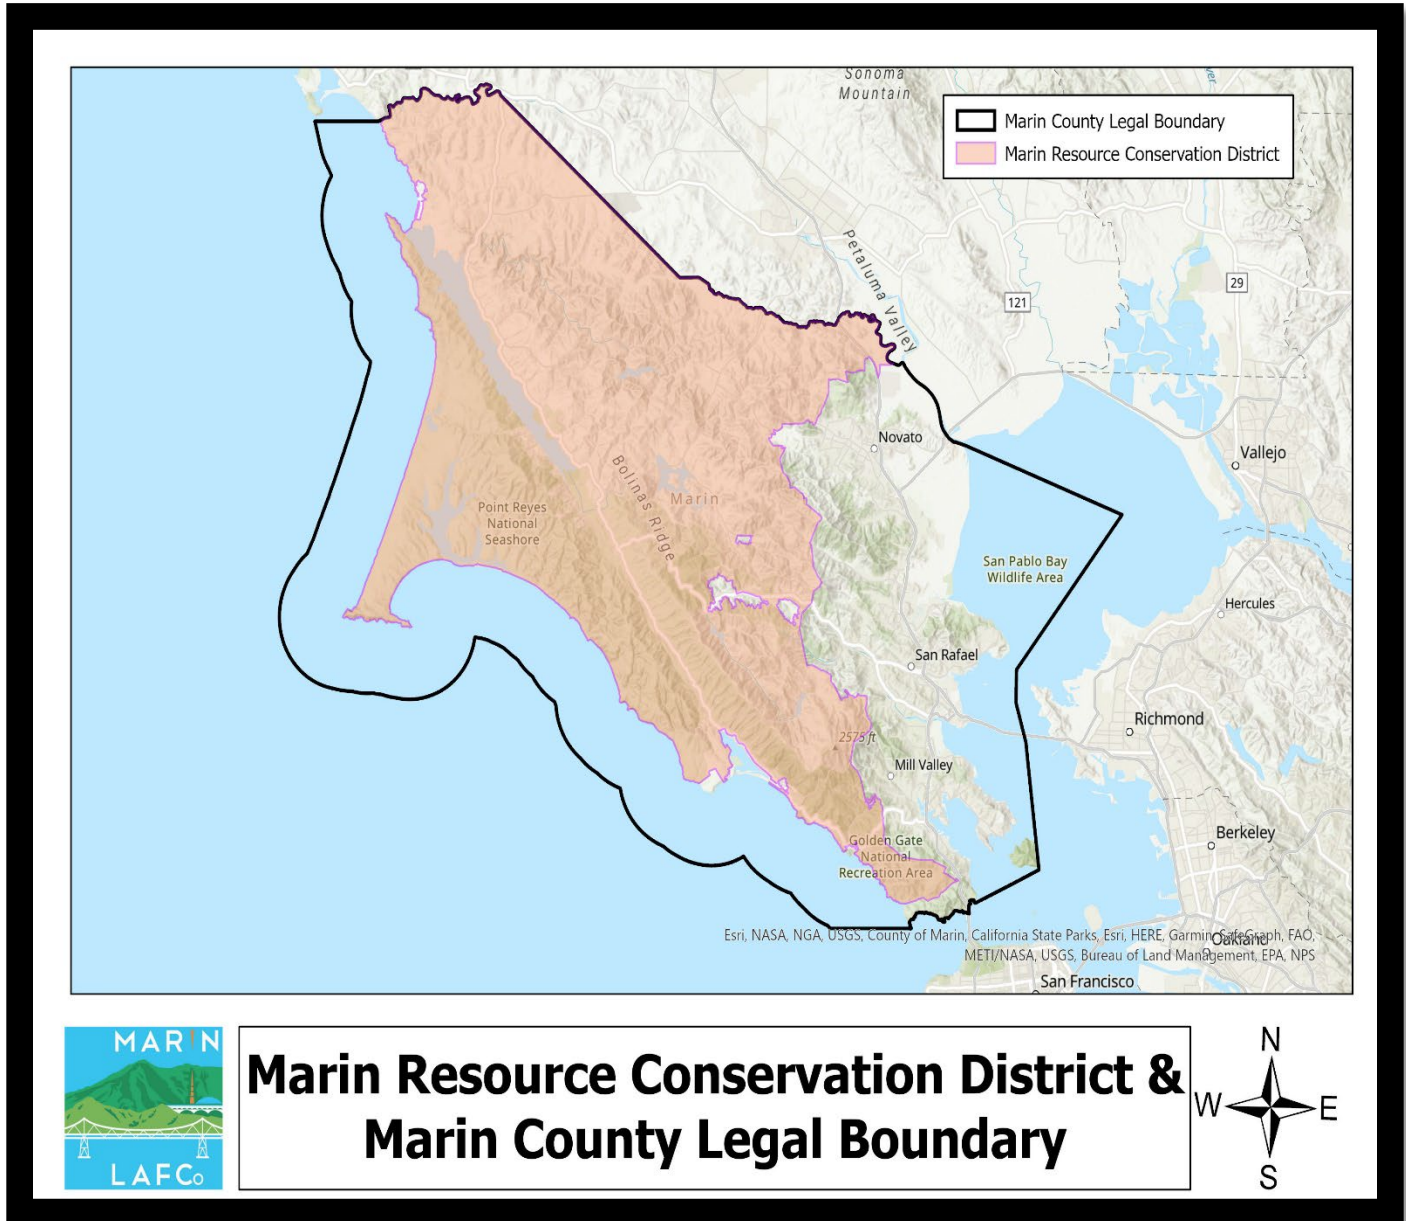 Sonoma
Mountain
Marin County Legal Boundary
Marin Resource Conservation District
Petaluma Valley
121
29
Novato
Vallejo
Bolinas Ridge
Marin
Point Reyes
National
Seashore
San Pablo Bay
Wildlife Area
Hercules
San Rafael
Richmond
2575 ft
Mill Valley
Berkeley
Golden Gate
National
Recreation Area
Esri, NASA, NGA, USGS, County of Marin, California State Parks, Esri, HERE, Garmin, SafeGraph, FAO,
METI/NASA, USGS, Bureau of Land Management, EPA, NPS
Oakland
San Francisco
MARIN
LAFCo
Marin Resource Conservation District &
Marin County Legal Boundary
N
W
E
S